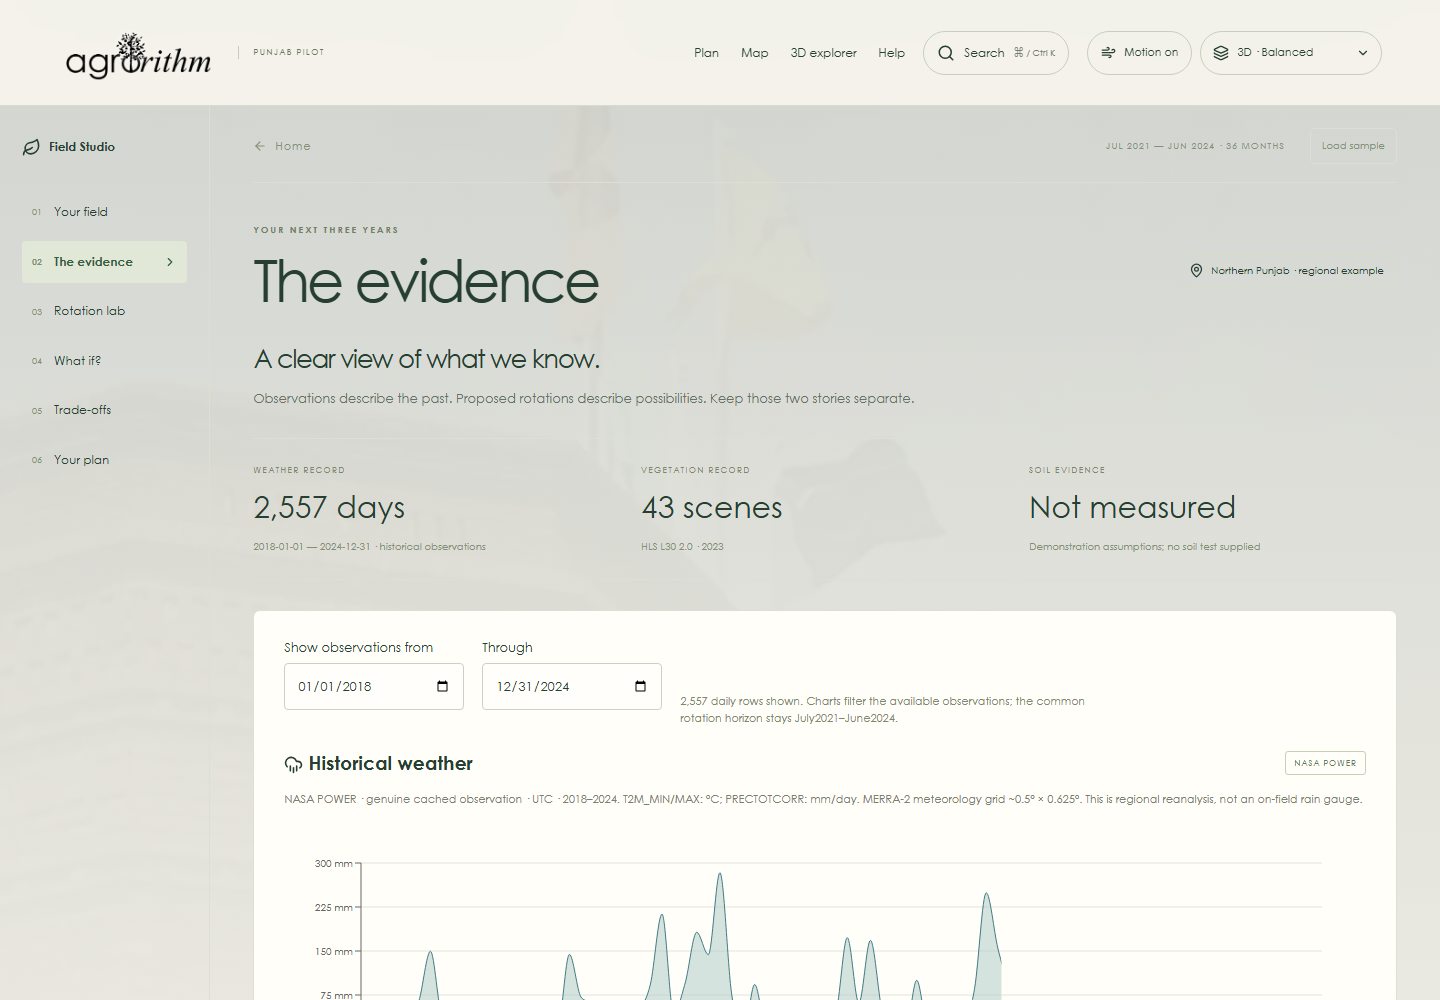 agrorithm
PUNJAB PILOT
Plan
Map
3D explorer
Help
Search ⌘ / Ctrl K
Motion on
3D · Balanced
Field Studio
01 Your field
02 The evidence
03 Rotation lab
04 What if?
05 Trade-offs
06 Your plan
← Home
JUL 2021 — JUN 2024 · 36 MONTHS
Load sample
YOUR NEXT THREE YEARS
The evidence
Northern Punjab · regional example
A clear view of what we know.
Observations describe the past. Proposed rotations describe possibilities. Keep those two stories separate.
WEATHER RECORD
2,557 days
2018-01-01 — 2024-12-31 · historical observations
VEGETATION RECORD
43 scenes
HLS L30 2.0 · 2023
SOIL EVIDENCE
Not measured
Demonstration assumptions; no soil test supplied
Show observations from
01/01/2018
Through
12/31/2024
2,557 daily rows shown. Charts filter the available observations; the common
rotation horizon stays July2021–June2024.
Historical weather
NASA POWER
NASA POWER · genuine cached observation · UTC · 2018–2024. T2M_MIN/MAX: °C; PRECTOTCORR: mm/day. MERRA-2 meteorology grid ~0.5° × 0.625°. This is regional reanalysis, not an on-field rain gauge.
300 mm
225 mm
150 mm
75 mm